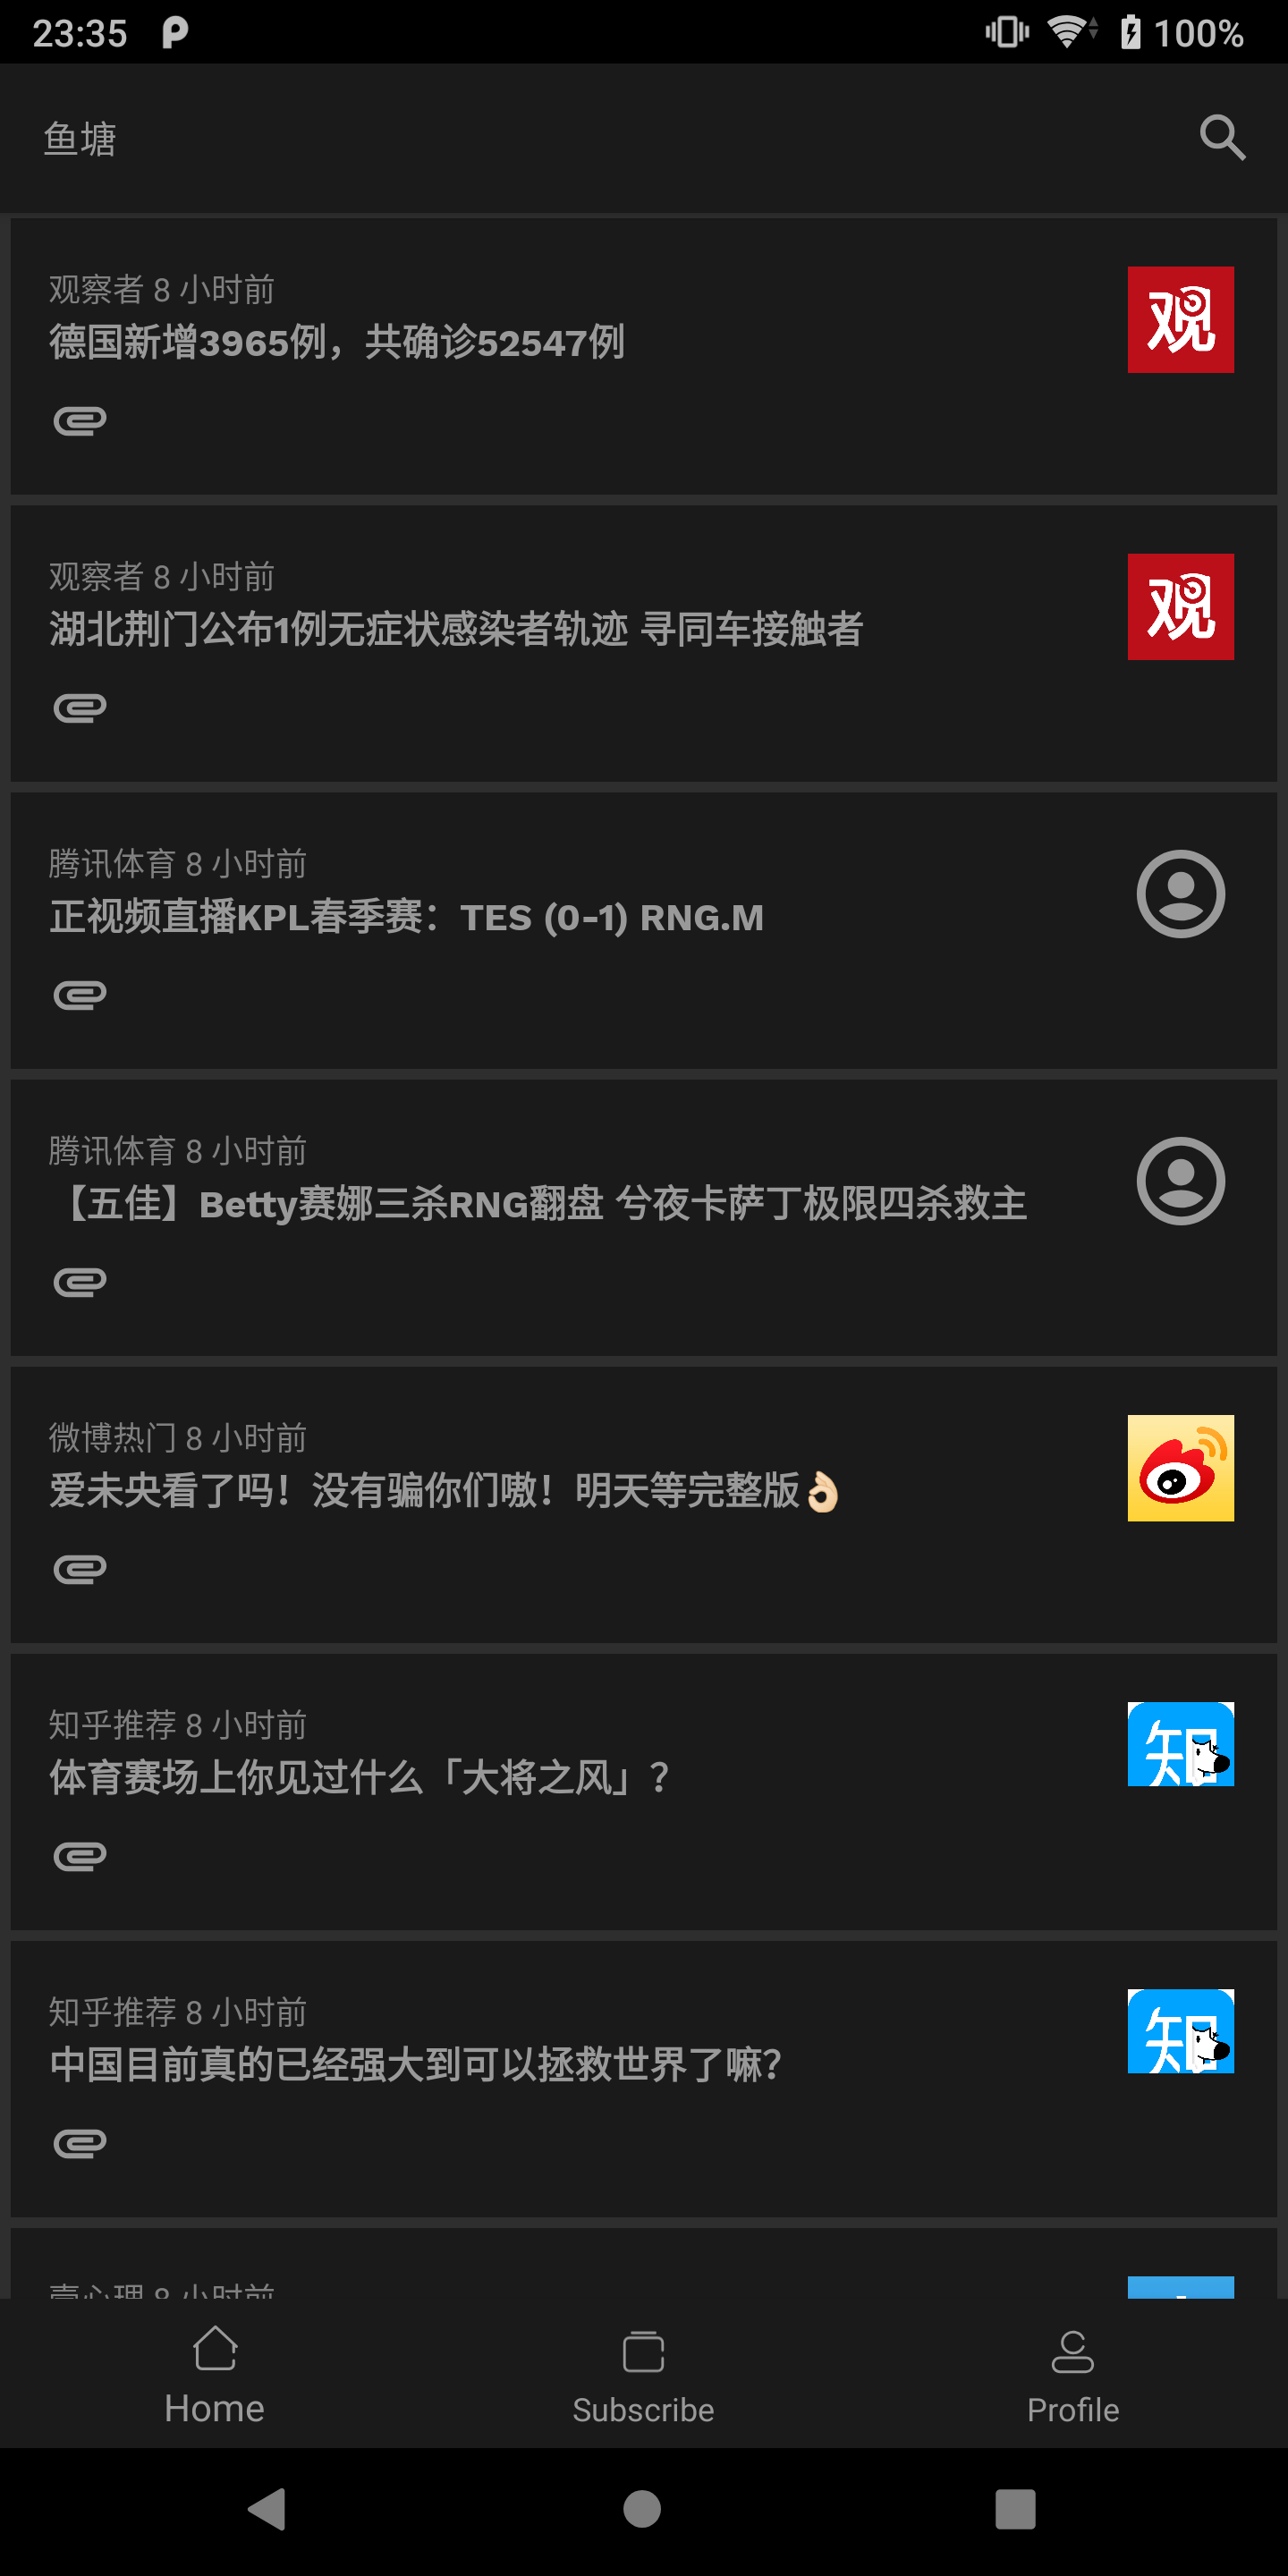 23:35
100%
鱼塘
观察者 8 小时前
德国新增3965例，共确诊52547例
观
观察者 8 小时前
湖北荆门公布1例无症状感染者轨迹 寻同车接触者
观
腾讯体育 8 小时前
正视频直播KPL春季赛：TES (0-1) RNG.M
腾讯体育 8 小时前
【五佳】Betty赛娜三杀RNG翻盘 兮夜卡萨丁极限四杀救主
微博热门 8 小时前
爱未央看了吗！没有骗你们嗷！明天等完整版👌🏻
知乎推荐 8 小时前
体育赛场上你见过什么「大将之风」？
知
知乎推荐 8 小时前
中国目前真的已经强大到可以拯救世界了嘛？
知
壹心理 8 小时前
Home
Subscribe
Profile